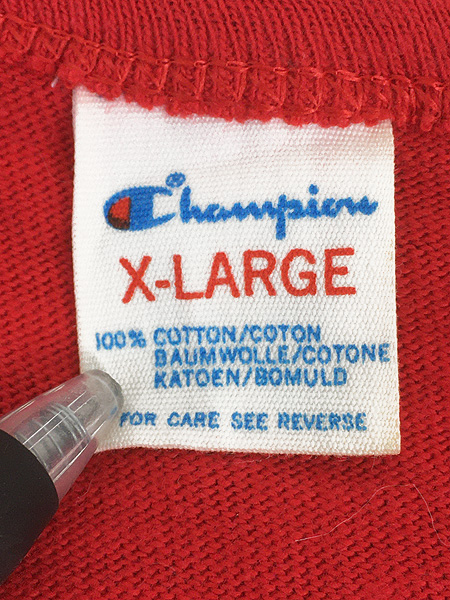 Champion®
X-LARGE
100% COTTON/COTON
BAUMWOLLE/COTONE
KATOEN/BOMULD
FOR CARE SEE REVERSE